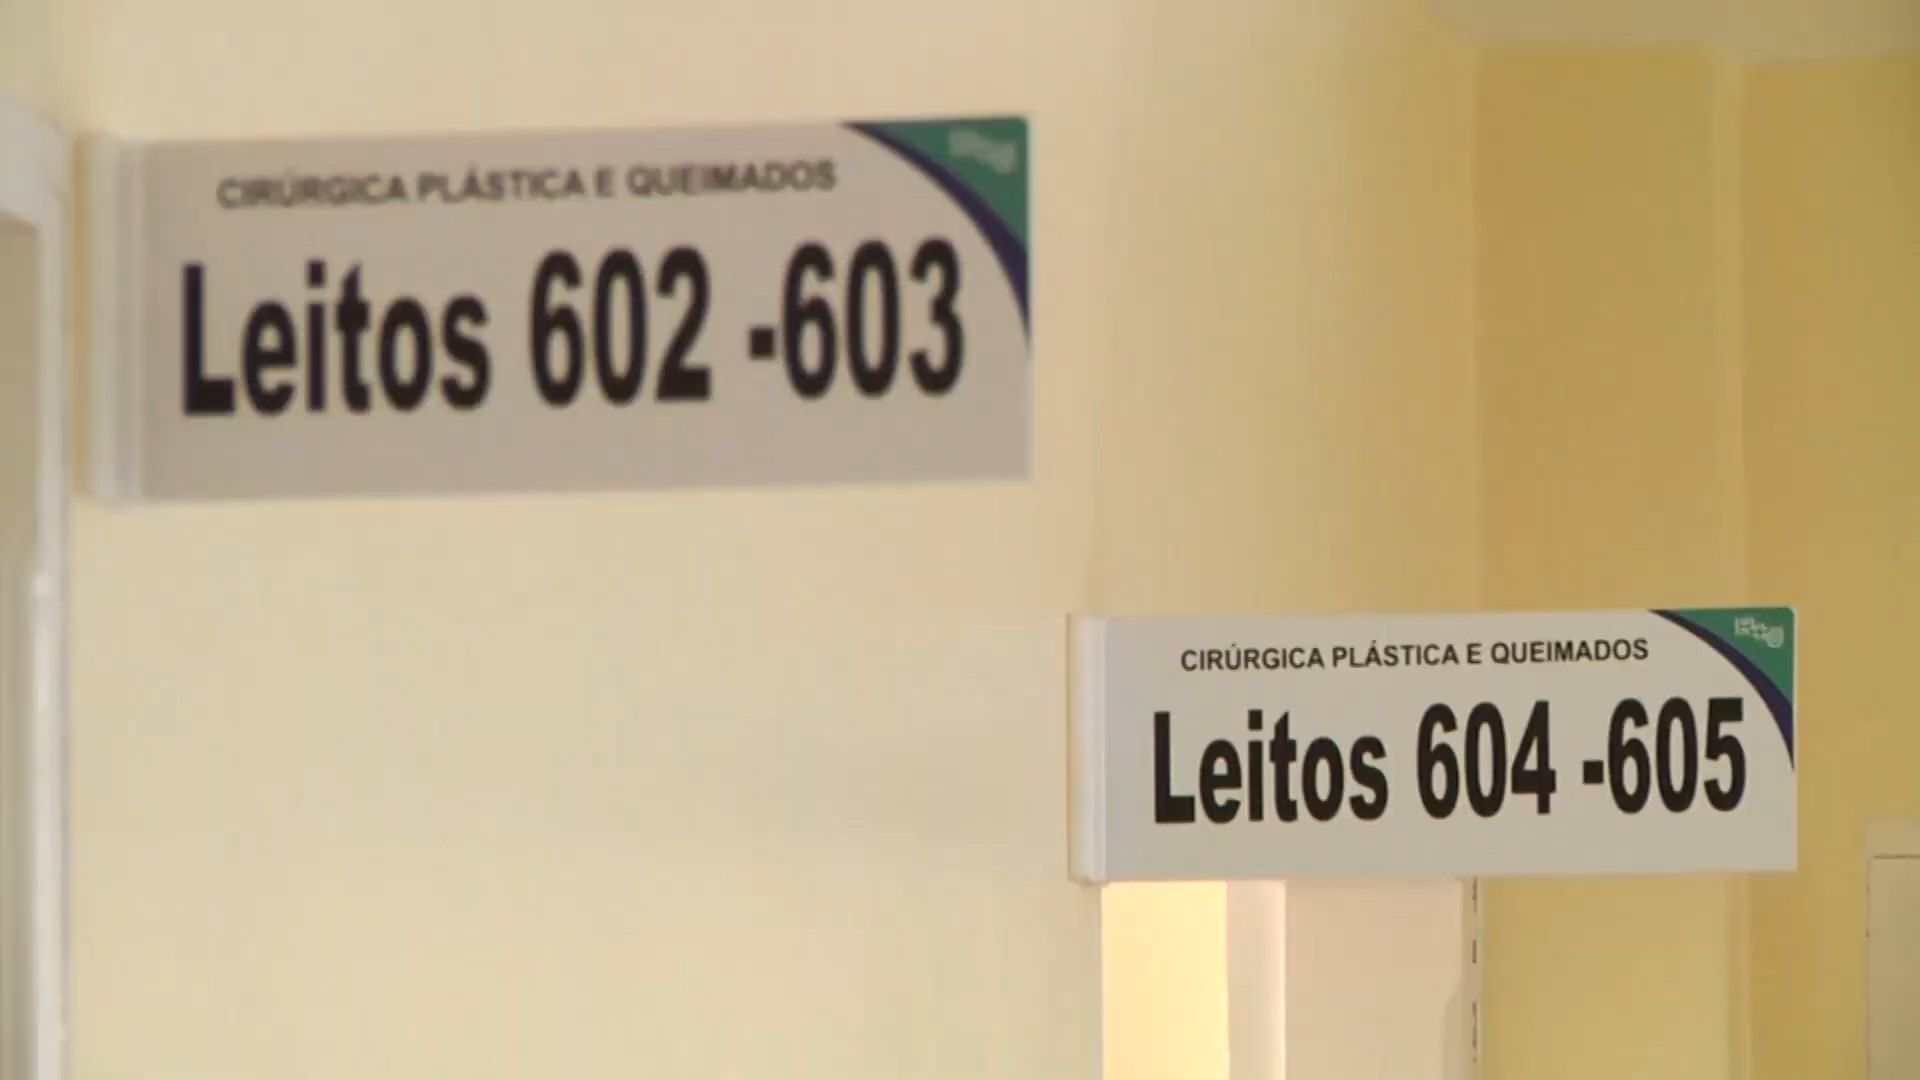 CIRÚRGICA PLÁSTICA E QUEIMADOS
Leitos 602 -603
CIRÚRGICA PLÁSTICA E QUEIMADOS
Leitos 604 -605